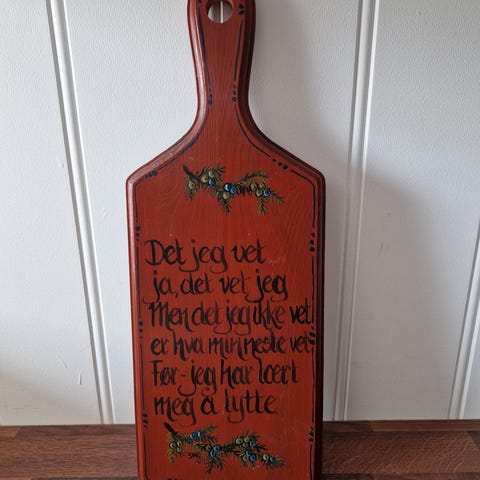 Det jeg vet
ja, det vet jeg
Men det jeg ikke vet
er hva min neste vet
Før - jeg har lært
meg å lytte.